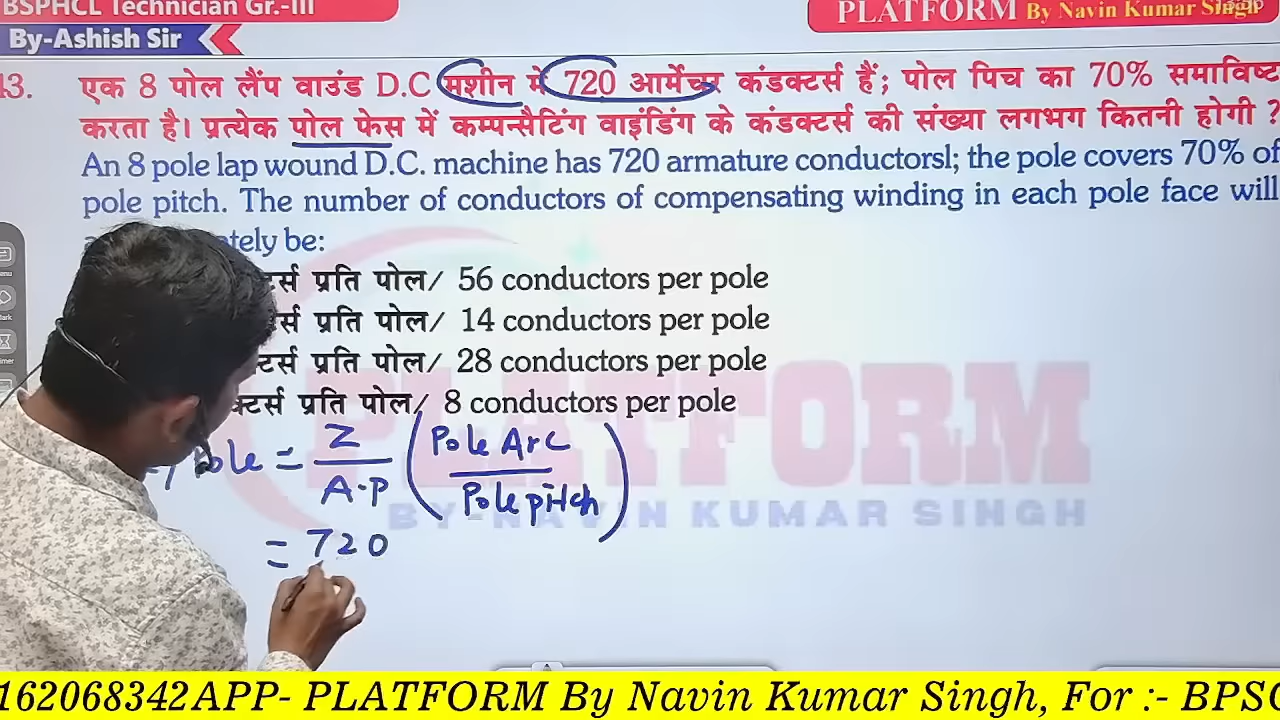 BSPHCL Technician Gr.-III
PLATFORM By Navin Kumar Singh
By-Ashish Sir
43. एक 8 पोल लैंप वाउंड D.C मशीन में 720 आर्मेचर कंडक्टर्स हैं; पोल पिच का 70% समाविष्ट
करता है। प्रत्येक पोल फेस में कम्पन्सैटिंग वाइंडिंग के कंडक्टर्स की संख्या लगभग कितनी होगी ?
An 8 pole lap wound D.C. machine has 720 armature conductorsl; the pole covers 70% of
pole pitch. The number of conductors of compensating winding in each pole face will
be:
प्रति पोल/ 56 conductors per pole
प्रति पोल/ 14 conductors per pole
प्रति पोल/ 28 conductors per pole
प्रति पोल/ 8 conductors per pole
/Pole = Z / A.P (Pole Arc / Pole pitch)
= 720
PLATFORM
BY-NAVIN KUMAR SINGH
162068342APP- PLATFORM By Navin Kumar Singh, For :- BPSC